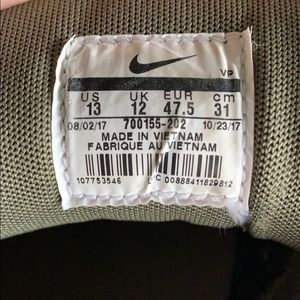 VP
US UK EUR cm
13 12 47.5 31
08/02/17 700155-202 10/23/17
MADE IN VIETNAM
FABRIQUE AU VIETNAM
107753546 C 00888411829812